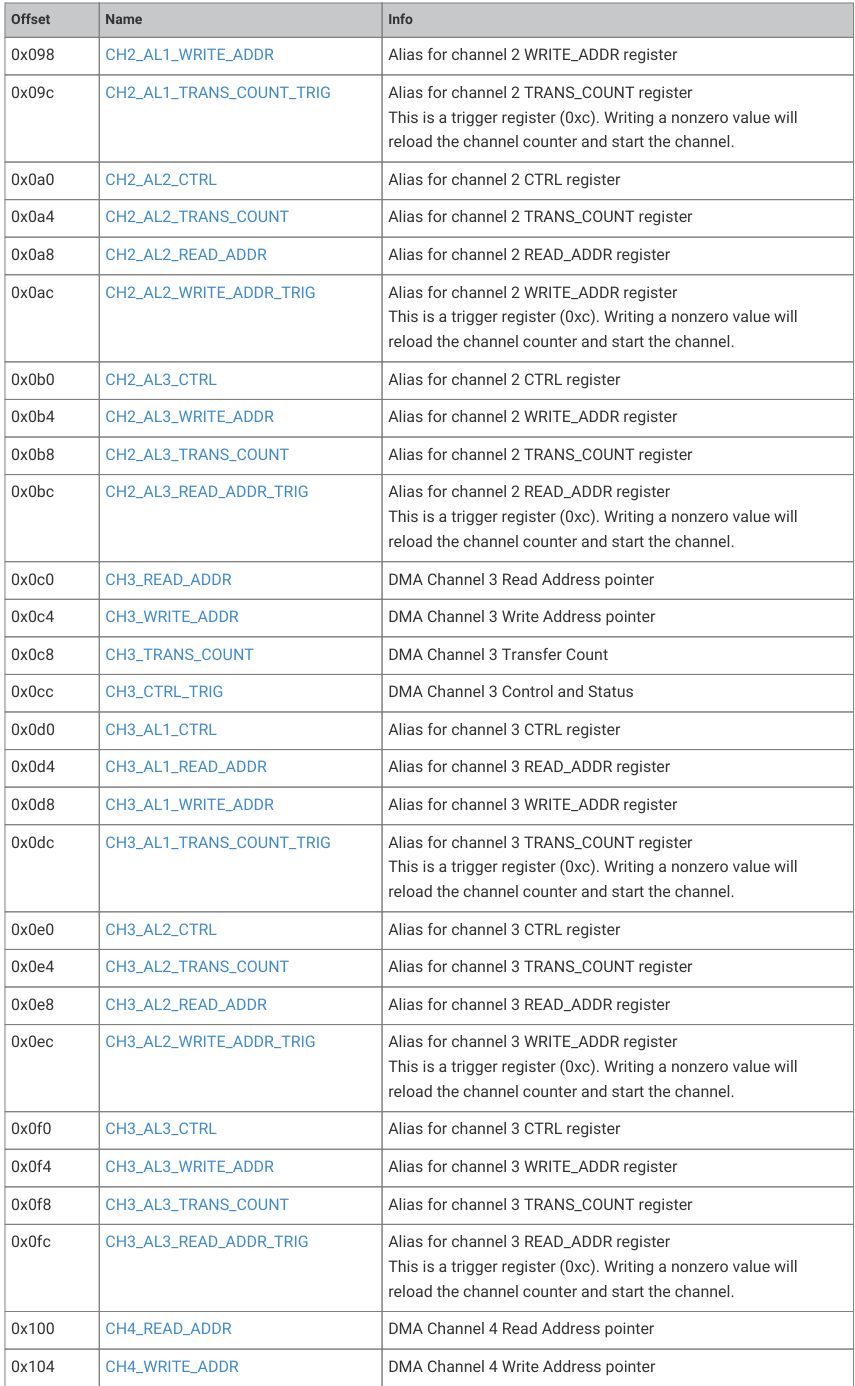 Offset Name Info
0x098 CH2_AL1_WRITE_ADDR Alias for channel 2 WRITE_ADDR register
0x09c CH2_AL1_TRANS_COUNT_TRIG Alias for channel 2 TRANS_COUNT register
This is a trigger register (0xc). Writing a nonzero value will
reload the channel counter and start the channel.
0x0a0 CH2_AL2_CTRL Alias for channel 2 CTRL register
0x0a4 CH2_AL2_TRANS_COUNT Alias for channel 2 TRANS_COUNT register
0x0a8 CH2_AL2_READ_ADDR Alias for channel 2 READ_ADDR register
0x0ac CH2_AL2_WRITE_ADDR_TRIG Alias for channel 2 WRITE_ADDR register
This is a trigger register (0xc). Writing a nonzero value will
reload the channel counter and start the channel.
0x0b0 CH2_AL3_CTRL Alias for channel 2 CTRL register
0x0b4 CH2_AL3_WRITE_ADDR Alias for channel 2 WRITE_ADDR register
0x0b8 CH2_AL3_TRANS_COUNT Alias for channel 2 TRANS_COUNT register
0x0bc CH2_AL3_READ_ADDR_TRIG Alias for channel 2 READ_ADDR register
This is a trigger register (0xc). Writing a nonzero value will
reload the channel counter and start the channel.
0x0c0 CH3_READ_ADDR DMA Channel 3 Read Address pointer
0x0c4 CH3_WRITE_ADDR DMA Channel 3 Write Address pointer
0x0c8 CH3_TRANS_COUNT DMA Channel 3 Transfer Count
0x0cc CH3_CTRL_TRIG DMA Channel 3 Control and Status
0x0d0 CH3_AL1_CTRL Alias for channel 3 CTRL register
0x0d4 CH3_AL1_READ_ADDR Alias for channel 3 READ_ADDR register
0x0d8 CH3_AL1_WRITE_ADDR Alias for channel 3 WRITE_ADDR register
0x0dc CH3_AL1_TRANS_COUNT_TRIG Alias for channel 3 TRANS_COUNT register
This is a trigger register (0xc). Writing a nonzero value will
reload the channel counter and start the channel.
0x0e0 CH3_AL2_CTRL Alias for channel 3 CTRL register
0x0e4 CH3_AL2_TRANS_COUNT Alias for channel 3 TRANS_COUNT register
0x0e8 CH3_AL2_READ_ADDR Alias for channel 3 READ_ADDR register
0x0ec CH3_AL2_WRITE_ADDR_TRIG Alias for channel 3 WRITE_ADDR register
This is a trigger register (0xc). Writing a nonzero value will
reload the channel counter and start the channel.
0x0f0 CH3_AL3_CTRL Alias for channel 3 CTRL register
0x0f4 CH3_AL3_WRITE_ADDR Alias for channel 3 WRITE_ADDR register
0x0f8 CH3_AL3_TRANS_COUNT Alias for channel 3 TRANS_COUNT register
0x0fc CH3_AL3_READ_ADDR_TRIG Alias for channel 3 READ_ADDR register
This is a trigger register (0xc). Writing a nonzero value will
reload the channel counter and start the channel.
0x100 CH4_READ_ADDR DMA Channel 4 Read Address pointer
0x104 CH4_WRITE_ADDR DMA Channel 4 Write Address pointer